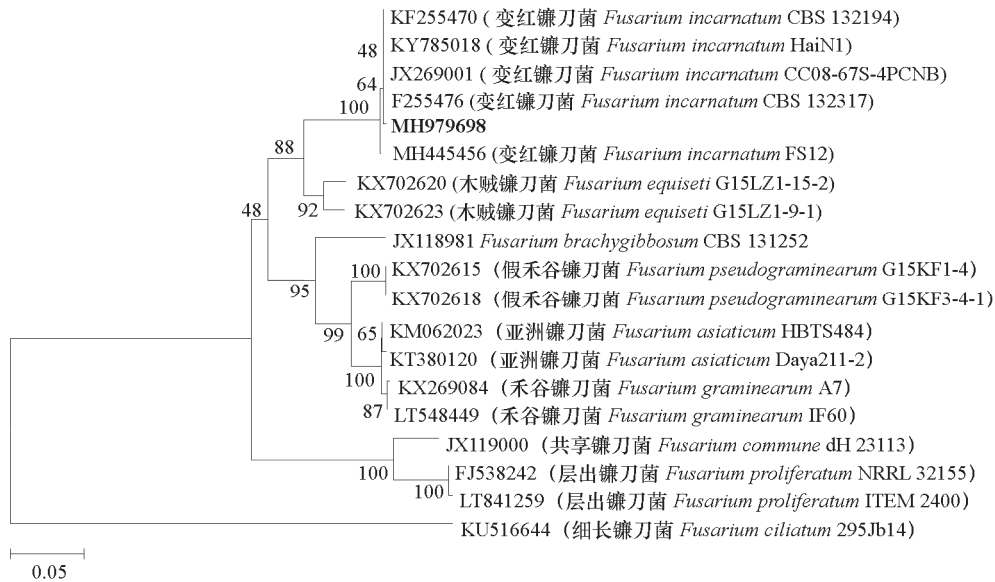 KF255470 ( 变红镰刀菌 Fusarium incarnatum CBS 132194)
KY785018 ( 变红镰刀菌 Fusarium incarnatum HaiN1)
48
JX269001 ( 变红镰刀菌 Fusarium incarnatum CC08-67S-4PCNB)
64
F255476 (变红镰刀菌 Fusarium incarnatum CBS 132317)
100
MH979698
88
MH445456 (变红镰刀菌 Fusarium incarnatum FS12)
KX702620 (木贼镰刀菌 Fusarium equiseti G15LZ1-15-2)
48
92
KX702623 (木贼镰刀菌 Fusarium equiseti G15LZ1-9-1)
JX118981 Fusarium brachygibbosum CBS 131252
100
KX702615 (假禾谷镰刀菌 Fusarium pseudograminearum G15KF1-4)
95
KX702618 (假禾谷镰刀菌 Fusarium pseudograminearum G15KF3-4-1)
99
65
KM062023 (亚洲镰刀菌 Fusarium asiaticum HBTS484)
KT380120 (亚洲镰刀菌 Fusarium asiaticum Daya211-2)
100
KX269084 (禾谷镰刀菌 Fusarium graminearum A7)
87
LT548449 (禾谷镰刀菌 Fusarium graminearum IF60)
JX119000 (共享镰刀菌 Fusarium commune dH 23113)
100
FJ538242 (层出镰刀菌 Fusarium proliferatum NRRL 32155)
100
LT841259 (层出镰刀菌 Fusarium proliferatum ITEM 2400)
KU516644 (细长镰刀菌 Fusarium ciliatum 295Jb14)
0.05